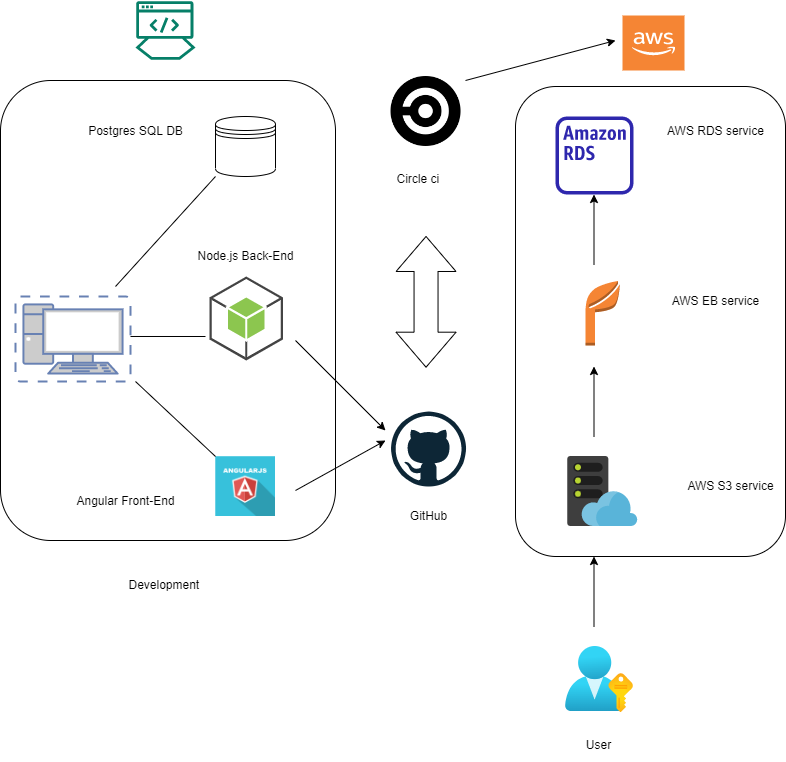 </>
aws
Postgres SQL DB
Amazon
RDS
AWS RDS service
Circle ci
Node.js Back-End
AWS EB service
ANGULARJS
A
Angular Front-End
AWS S3 service
GitHub
Development
User